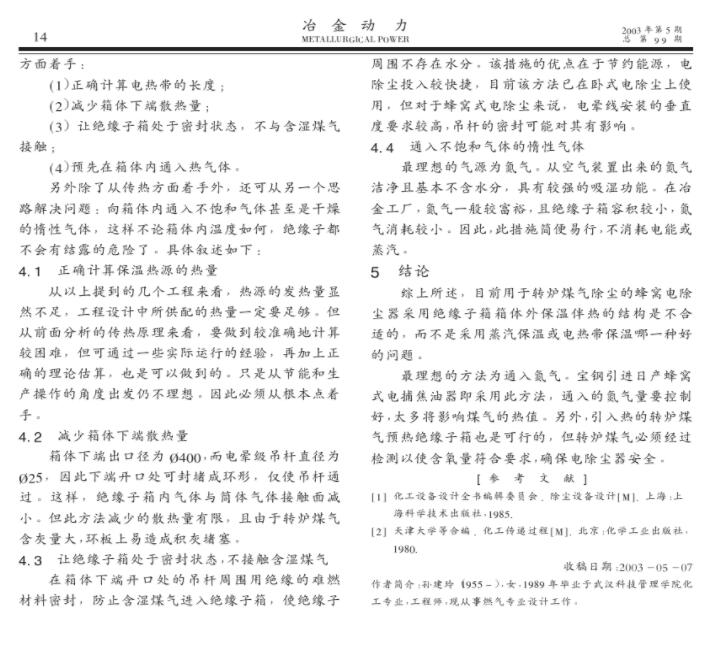 14
冶 金 动 力
METALLURGICAL POWER
2003 年第 5 期
总 第 99 期
方面着手:
(1)正确计算电热带的长度;
(2)减少箱体下端散热量;
(3) 让绝缘子箱处于密封状态,不与含湿煤气
接触;
(4)预先在箱体内通入热气体。
另外除了从传热方面着手外,还可从另一个思
路解决问题:向箱体内通入不饱和气体甚至是干燥
的惰性气体,这样不论箱体内温度如何,绝缘子都
不会有结露的危险了。具体叙述如下:
4.1 正确计算保温热源的热量
从以上提到的几个工程来看,热源的发热量显
然不足,工程设计中所供配的热量一定要足够。但
从前面分析的传热原理来看,要做到较准确地计算
较困难,但可通过一些实际运行的经验,再加上正
确的理论估算,也是可以做到的。只是从节能和生
产操作的角度出发仍不理想。因此必须从根本点着
手。
4.2 减少箱体下端散热量
箱体下端出口径为 Ø400,而电晕级吊杆直径为
Ø25,因此下端开口处可封堵成环形,仅使吊杆通
过。这样,绝缘子箱内气体与筒体气体接触面减
小。但此方法减少的散热量有限,且由于转炉煤气
含灰量大,环板上易造成积灰堵塞。
4.3 让绝缘子箱处于密封状态,不接触含湿煤气
在箱体下端开口处的吊杆周围用绝缘的难燃
材料密封,防止含湿煤气进入绝缘子箱,使绝缘子
周围不存在水分。该措施的优点在于节约能源,电
除尘投入较快捷,目前该方法已在卧式电除尘上使
用,但对于蜂窝式电除尘来说,电晕线安装的垂直
度要求较高,吊杆的密封可能对其有影响。
4.4 通入不饱和气体的惰性气体
最理想的气源为氮气。从空气装置出来的氮气
洁净且基本不含水分,具有较强的吸湿功能。在冶
金工厂,氮气一般较富裕,且绝缘子箱容积较小,氮
气消耗较小。因此,此措施简便易行,不消耗电能或
蒸汽。
5 结论
综上所述,目前用于转炉煤气除尘的蜂窝电除
尘器采用绝缘子箱箱体外保温伴热的结构是不合
适的,而不是采用蒸汽保温或电热带保温哪一种好
的问题。
最理想的方法为通入氮气。宝钢引进日产蜂窝
式电捕焦油器即采用此方法,通入的氮气量要控制
好,太多将影响煤气的热值。另外,引入热的转炉煤
气预热绝缘子箱也是可行的,但转炉煤气必须经过
检测以使含氧量符合要求,确保电除尘器安全。
[ 参 考 文 献 ]
[1] 化工设备设计全书编辑委员会. 除尘设备设计[M]. 上海:上
海科学技术出版社,1985.
[2] 天津大学等合编. 化工传递过程[M]. 北京:化学工业出版社,
1980.
收稿日期:2003-05-07
作者简介:孙建玲(1955-),女,1989 年毕业于武汉科技管理学院化
工专业,工程师,现从事燃气专业设计工作。